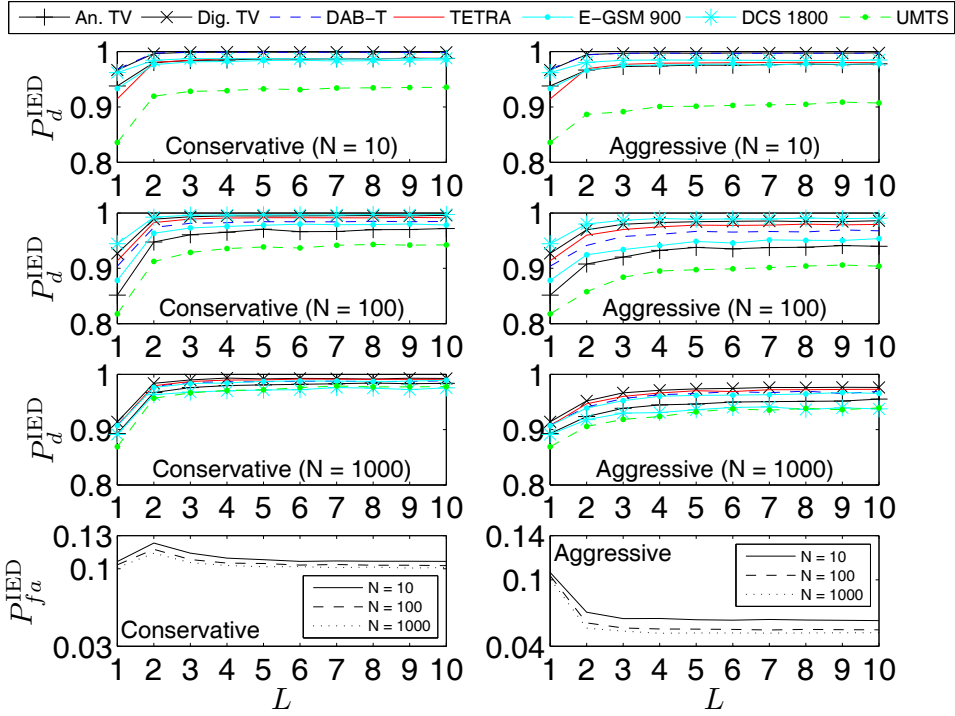 An. TV Dig. TV DAB-T TETRA E-GSM 900 DCS 1800 UMTS
1
0.9
0.8
P_d^IED
Conservative (N = 10)
1 2 3 4 5 6 7 8 9 10
1
0.9
0.8
P_d^IED
Aggressive (N = 10)
1 2 3 4 5 6 7 8 9 10
1
0.9
0.8
P_d^IED
Conservative (N = 100)
1 2 3 4 5 6 7 8 9 10
1
0.9
0.8
P_d^IED
Aggressive (N = 100)
1 2 3 4 5 6 7 8 9 10
1
0.9
0.8
P_d^IED
Conservative (N = 1000)
1 2 3 4 5 6 7 8 9 10
1
0.9
0.8
P_d^IED
Aggressive (N = 1000)
1 2 3 4 5 6 7 8 9 10
0.13
0.1
0.03
P_fa^IED
N = 10
N = 100
N = 1000
Conservative
1 2 3 4 5 6 7 8 9 10
L
0.14
0.1
0.04
Aggressive
N = 10
N = 100
N = 1000
1 2 3 4 5 6 7 8 9 10
L